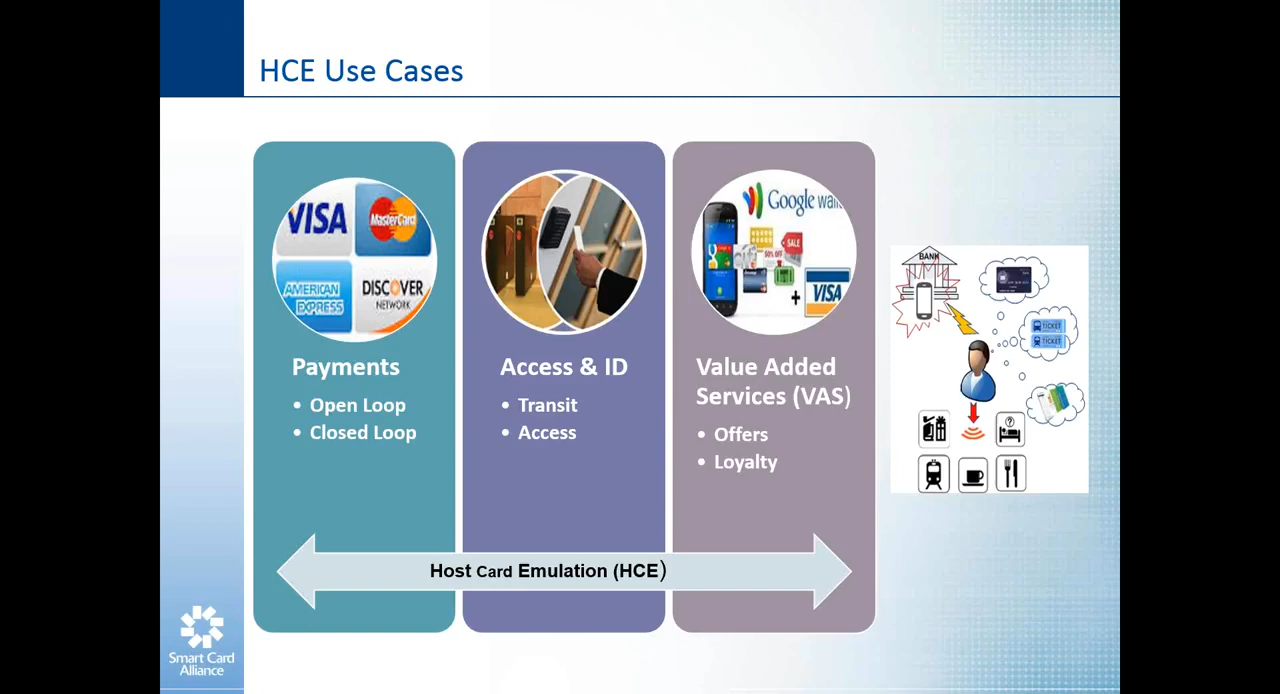 HCE Use Cases
VISA
MasterCard
AMERICAN
EXPRESS
DISCOVER
NETWORK
Payments
• Open Loop
• Closed Loop
Access & ID
• Transit
• Access
Google wall
SALE
50% OFF
+
VISA
Value Added
Services (VAS)
• Offers
• Loyalty
Host Card Emulation (HCE)
BANK
TICKET
TICKET
?
Smart Card
Alliance